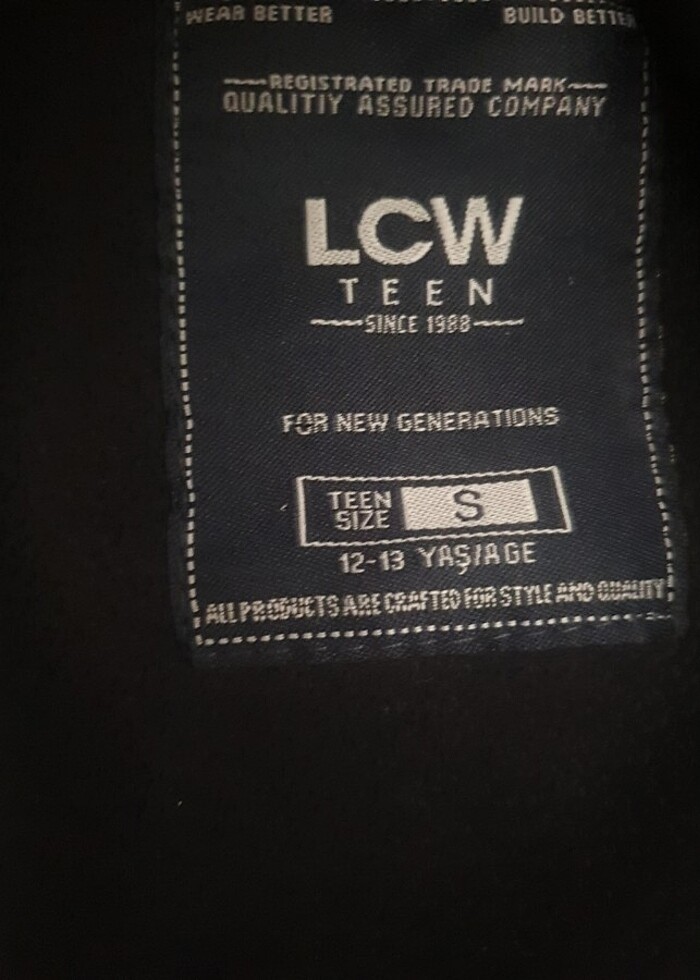 WEAR BETTER BUILD BETTER
REGISTRATED TRADE MARK
QUALITIY ASSURED COMPANY
LCW
TEEN
SINCE 1988
FOR NEW GENERATIONS
TEEN SIZE S
12-13 YAŞ/AGE
ALL PRODUCTS ARE CRAFTED FOR STYLE AND QUALITY